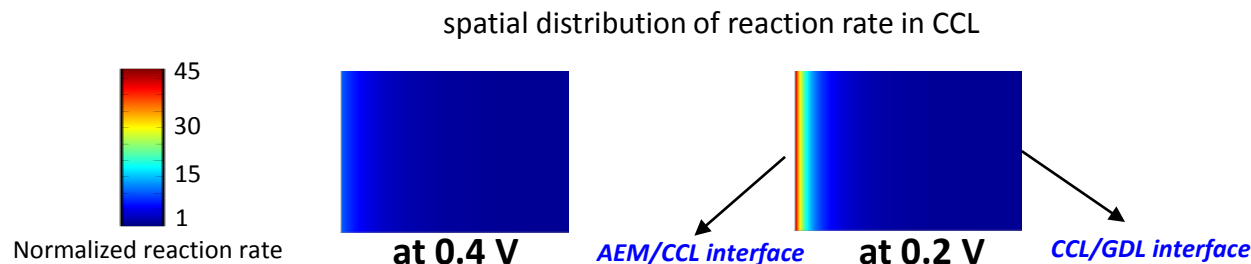 spatial distribution of reaction rate in CCL
45
30
15
1
Normalized reaction rate
at 0.4 V
AEM/CCL interface
at 0.2 V
CCL/GDL interface